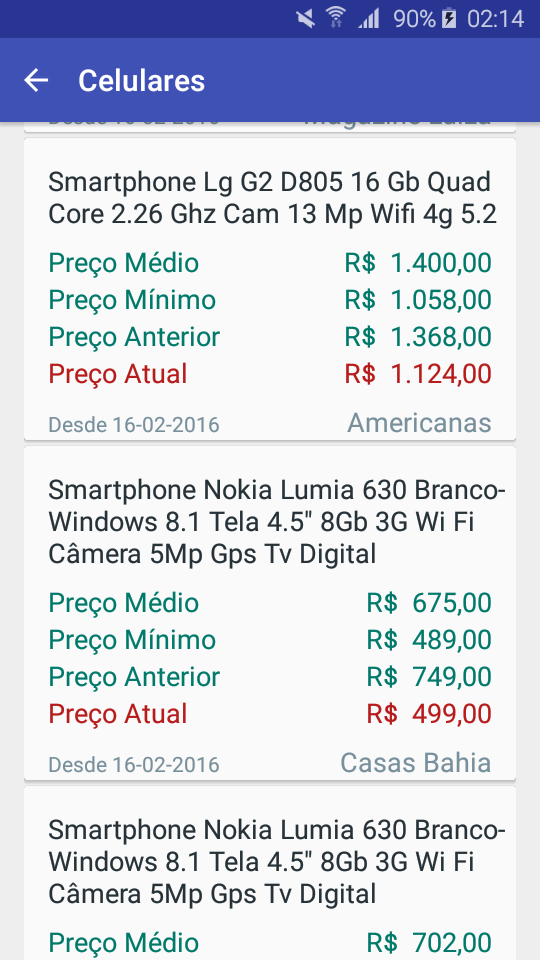 90% 02:14
Celulares
Smartphone Lg G2 D805 16 Gb Quad
Core 2.26 Ghz Cam 13 Mp Wifi 4g 5.2
Preço Médio R$ 1.400,00
Preço Mínimo R$ 1.058,00
Preço Anterior R$ 1.368,00
Preço Atual R$ 1.124,00
Desde 16-02-2016 Americanas
Smartphone Nokia Lumia 630 Branco-
Windows 8.1 Tela 4.5" 8Gb 3G Wi Fi
Câmera 5Mp Gps Tv Digital
Preço Médio R$ 675,00
Preço Mínimo R$ 489,00
Preço Anterior R$ 749,00
Preço Atual R$ 499,00
Desde 16-02-2016 Casas Bahia
Smartphone Nokia Lumia 630 Branco-
Windows 8.1 Tela 4.5" 8Gb 3G Wi Fi
Câmera 5Mp Gps Tv Digital
Preço Médio R$ 702,00